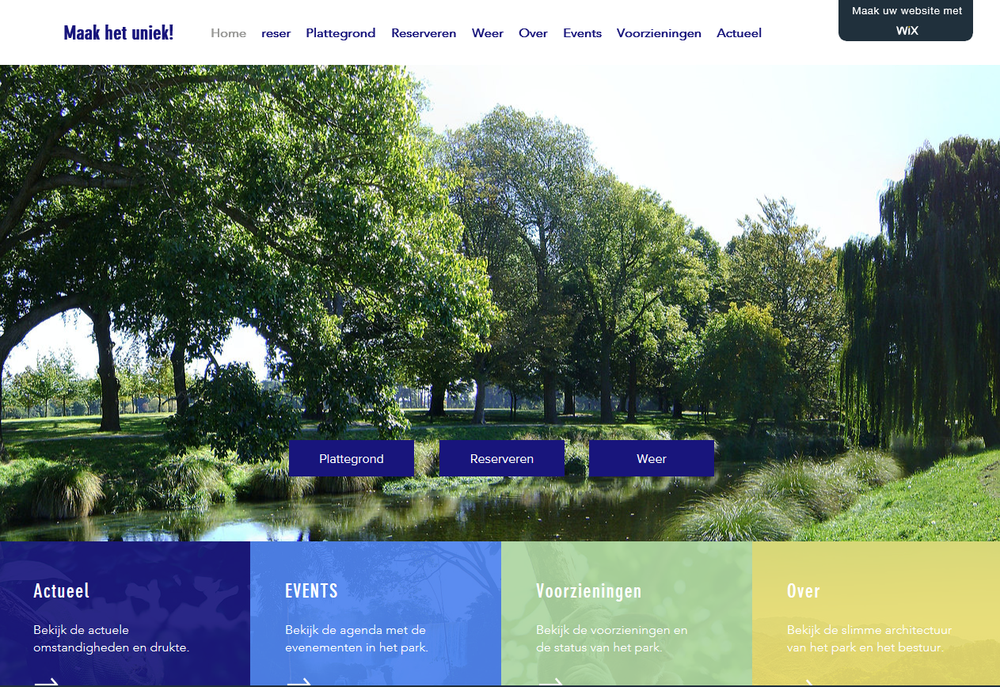 Maak het uniek!
Home reser Plattegrond Reserveren Weer Over Events Voorzieningen Actueel
Maak uw website met
WiX
Plattegrond Reserveren Weer
Actueel
Bekijk de actuele
omstandigheden en drukte.
EVENTS
Bekijk de agenda met de
evenementen in het park.
Voorzieningen
Bekijk de voorzieningen en
de status van het park.
Over
Bekijk de slimme architectuur
van het park en het bestuur.